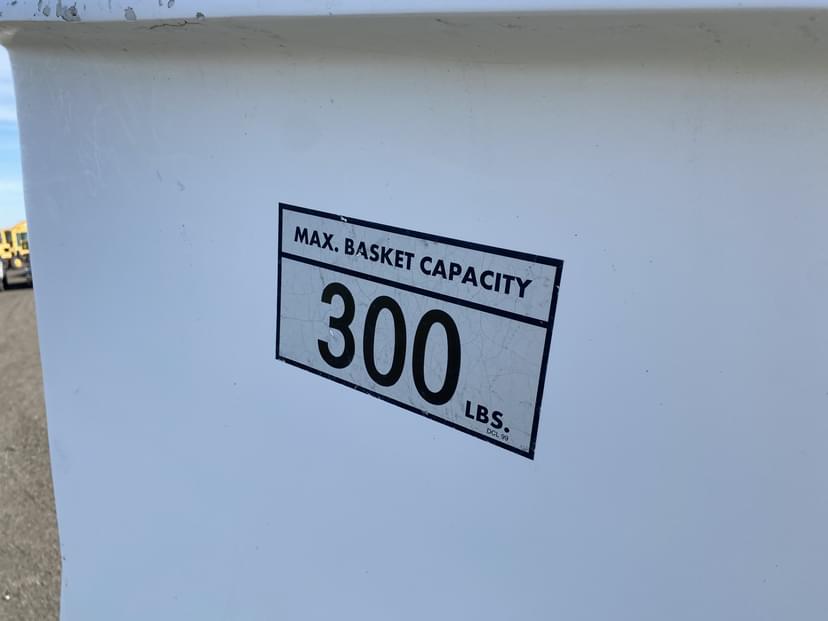 MAX. BASKET CAPACITY
300 LBS.
DCL 99